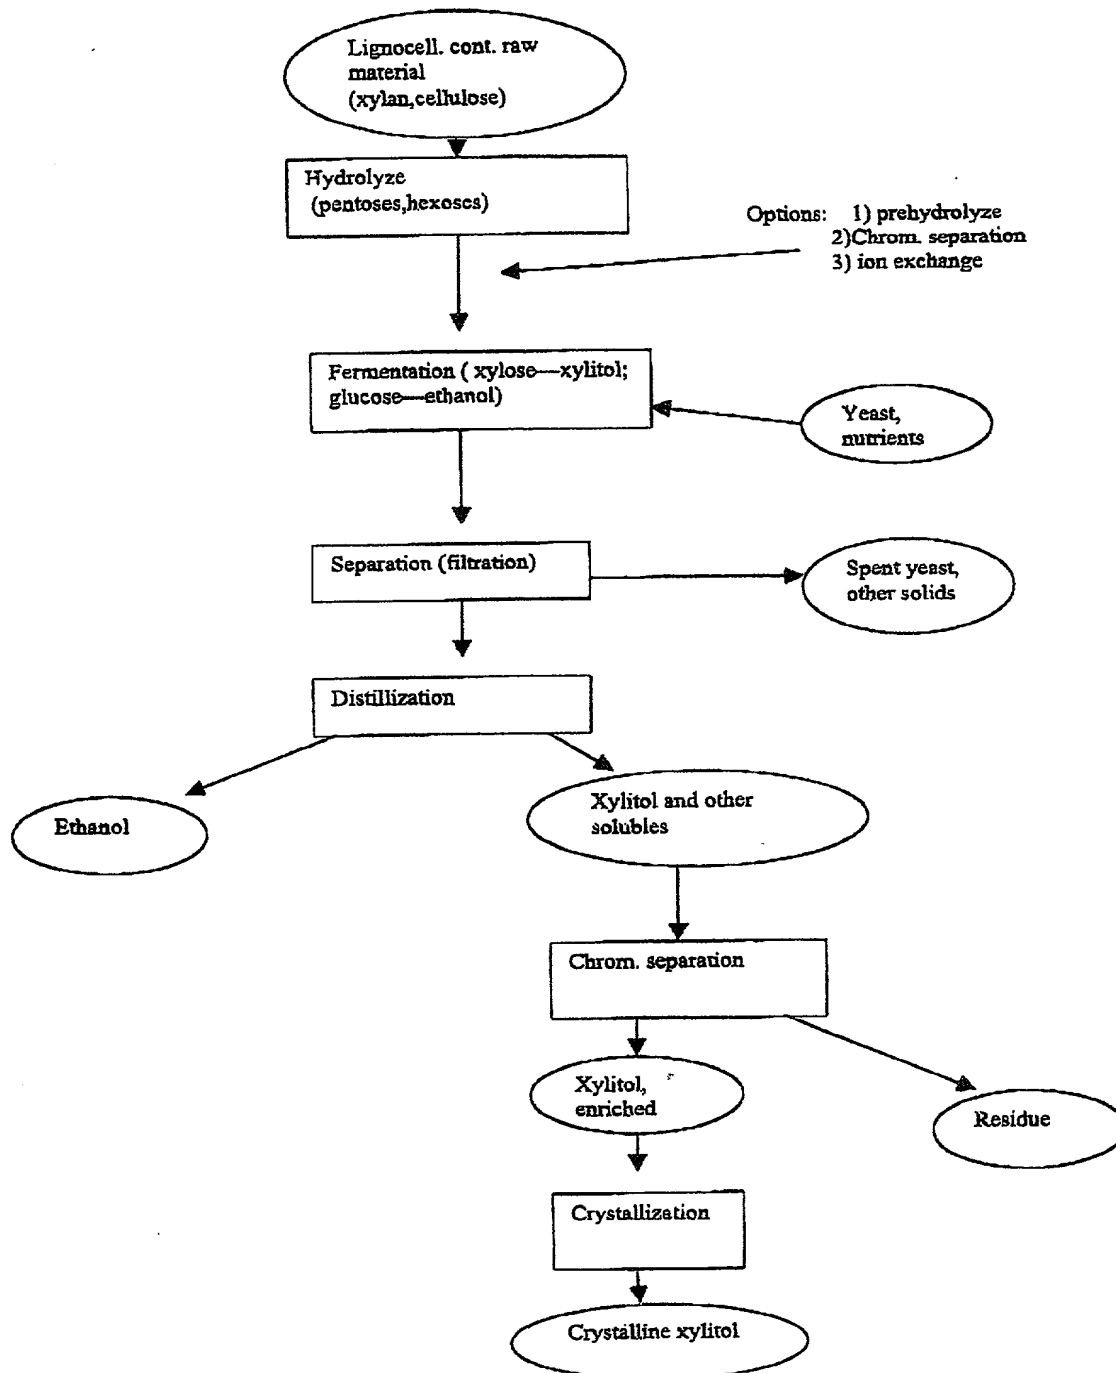 Lignocell. cont. raw
material
(xylan,cellulose)
Hydrolyze
(pentoses,hexoses)
Options: 1) prehydrolyze
2)Chrom. separation
3) ion exchange
Fermentation ( xylose—xylitol;
glucose—ethanol)
Yeast,
nutrients
Separation (filtration)
Spent yeast,
other solids
Distillization
Ethanol
Xylitol and other
solubles
Chrom. separation
Xylitol,
enriched
Residue
Crystallization
Crystalline xylitol